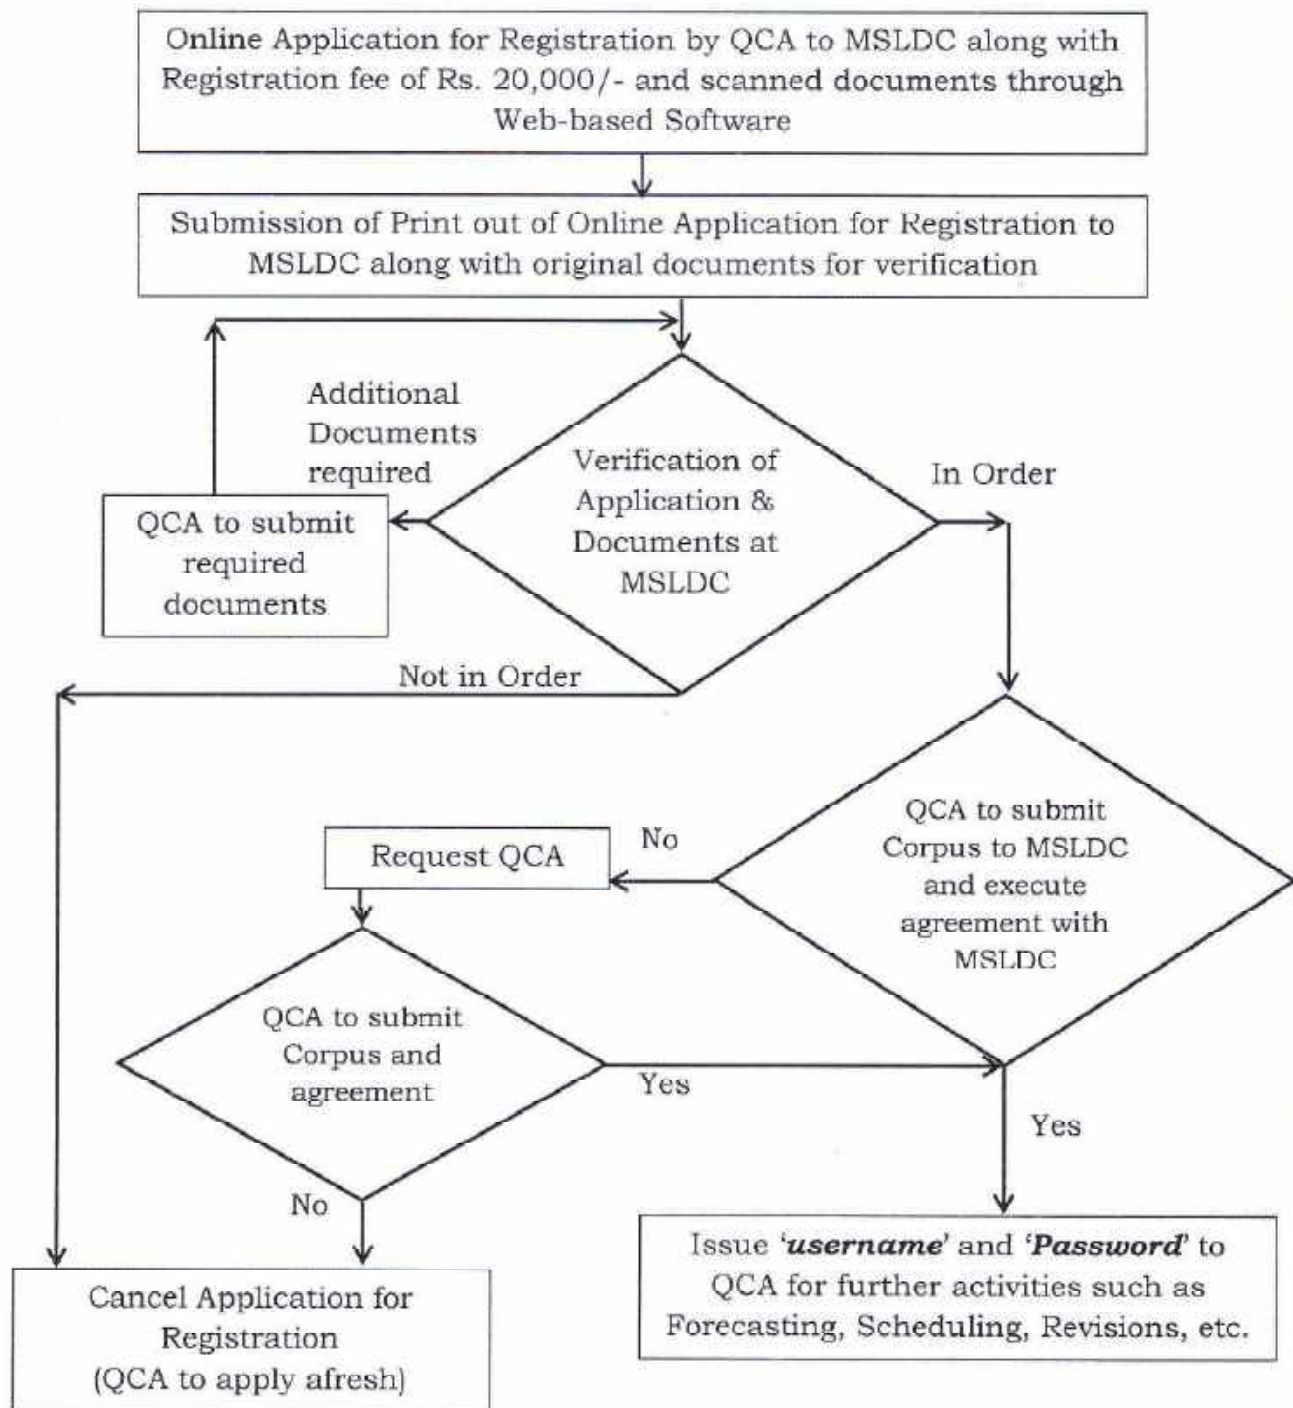 Online Application for Registration by QCA to MSLDC along with
Registration fee of Rs. 20,000/- and scanned documents through
Web-based Software
Submission of Print out of Online Application for Registration to
MSLDC along with original documents for verification
Additional
Documents
required
Verification of
Application &
Documents at
MSLDC
In Order
QCA to submit
required
documents
Not in Order
QCA to submit
Corpus to MSLDC
and execute
agreement with
MSLDC
No
Request QCA
QCA to submit
Corpus and
agreement
Yes
Yes
No
Issue ‘username’ and ‘Password’ to
QCA for further activities such as
Forecasting, Scheduling, Revisions, etc.
Cancel Application for
Registration
(QCA to apply afresh)